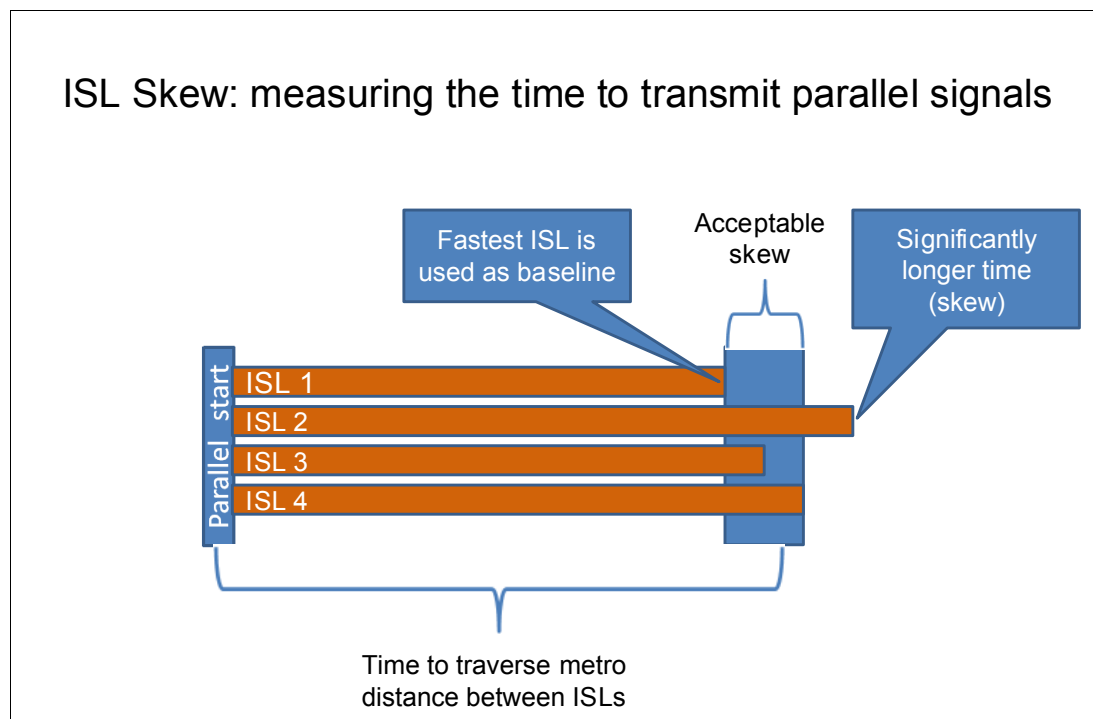 ISL Skew: measuring the time to transmit parallel signals
Fastest ISL is
used as baseline
Acceptable
skew
Significantly
longer time
(skew)
Parallel start
ISL 1
ISL 2
ISL 3
ISL 4
Time to traverse metro
distance between ISLs